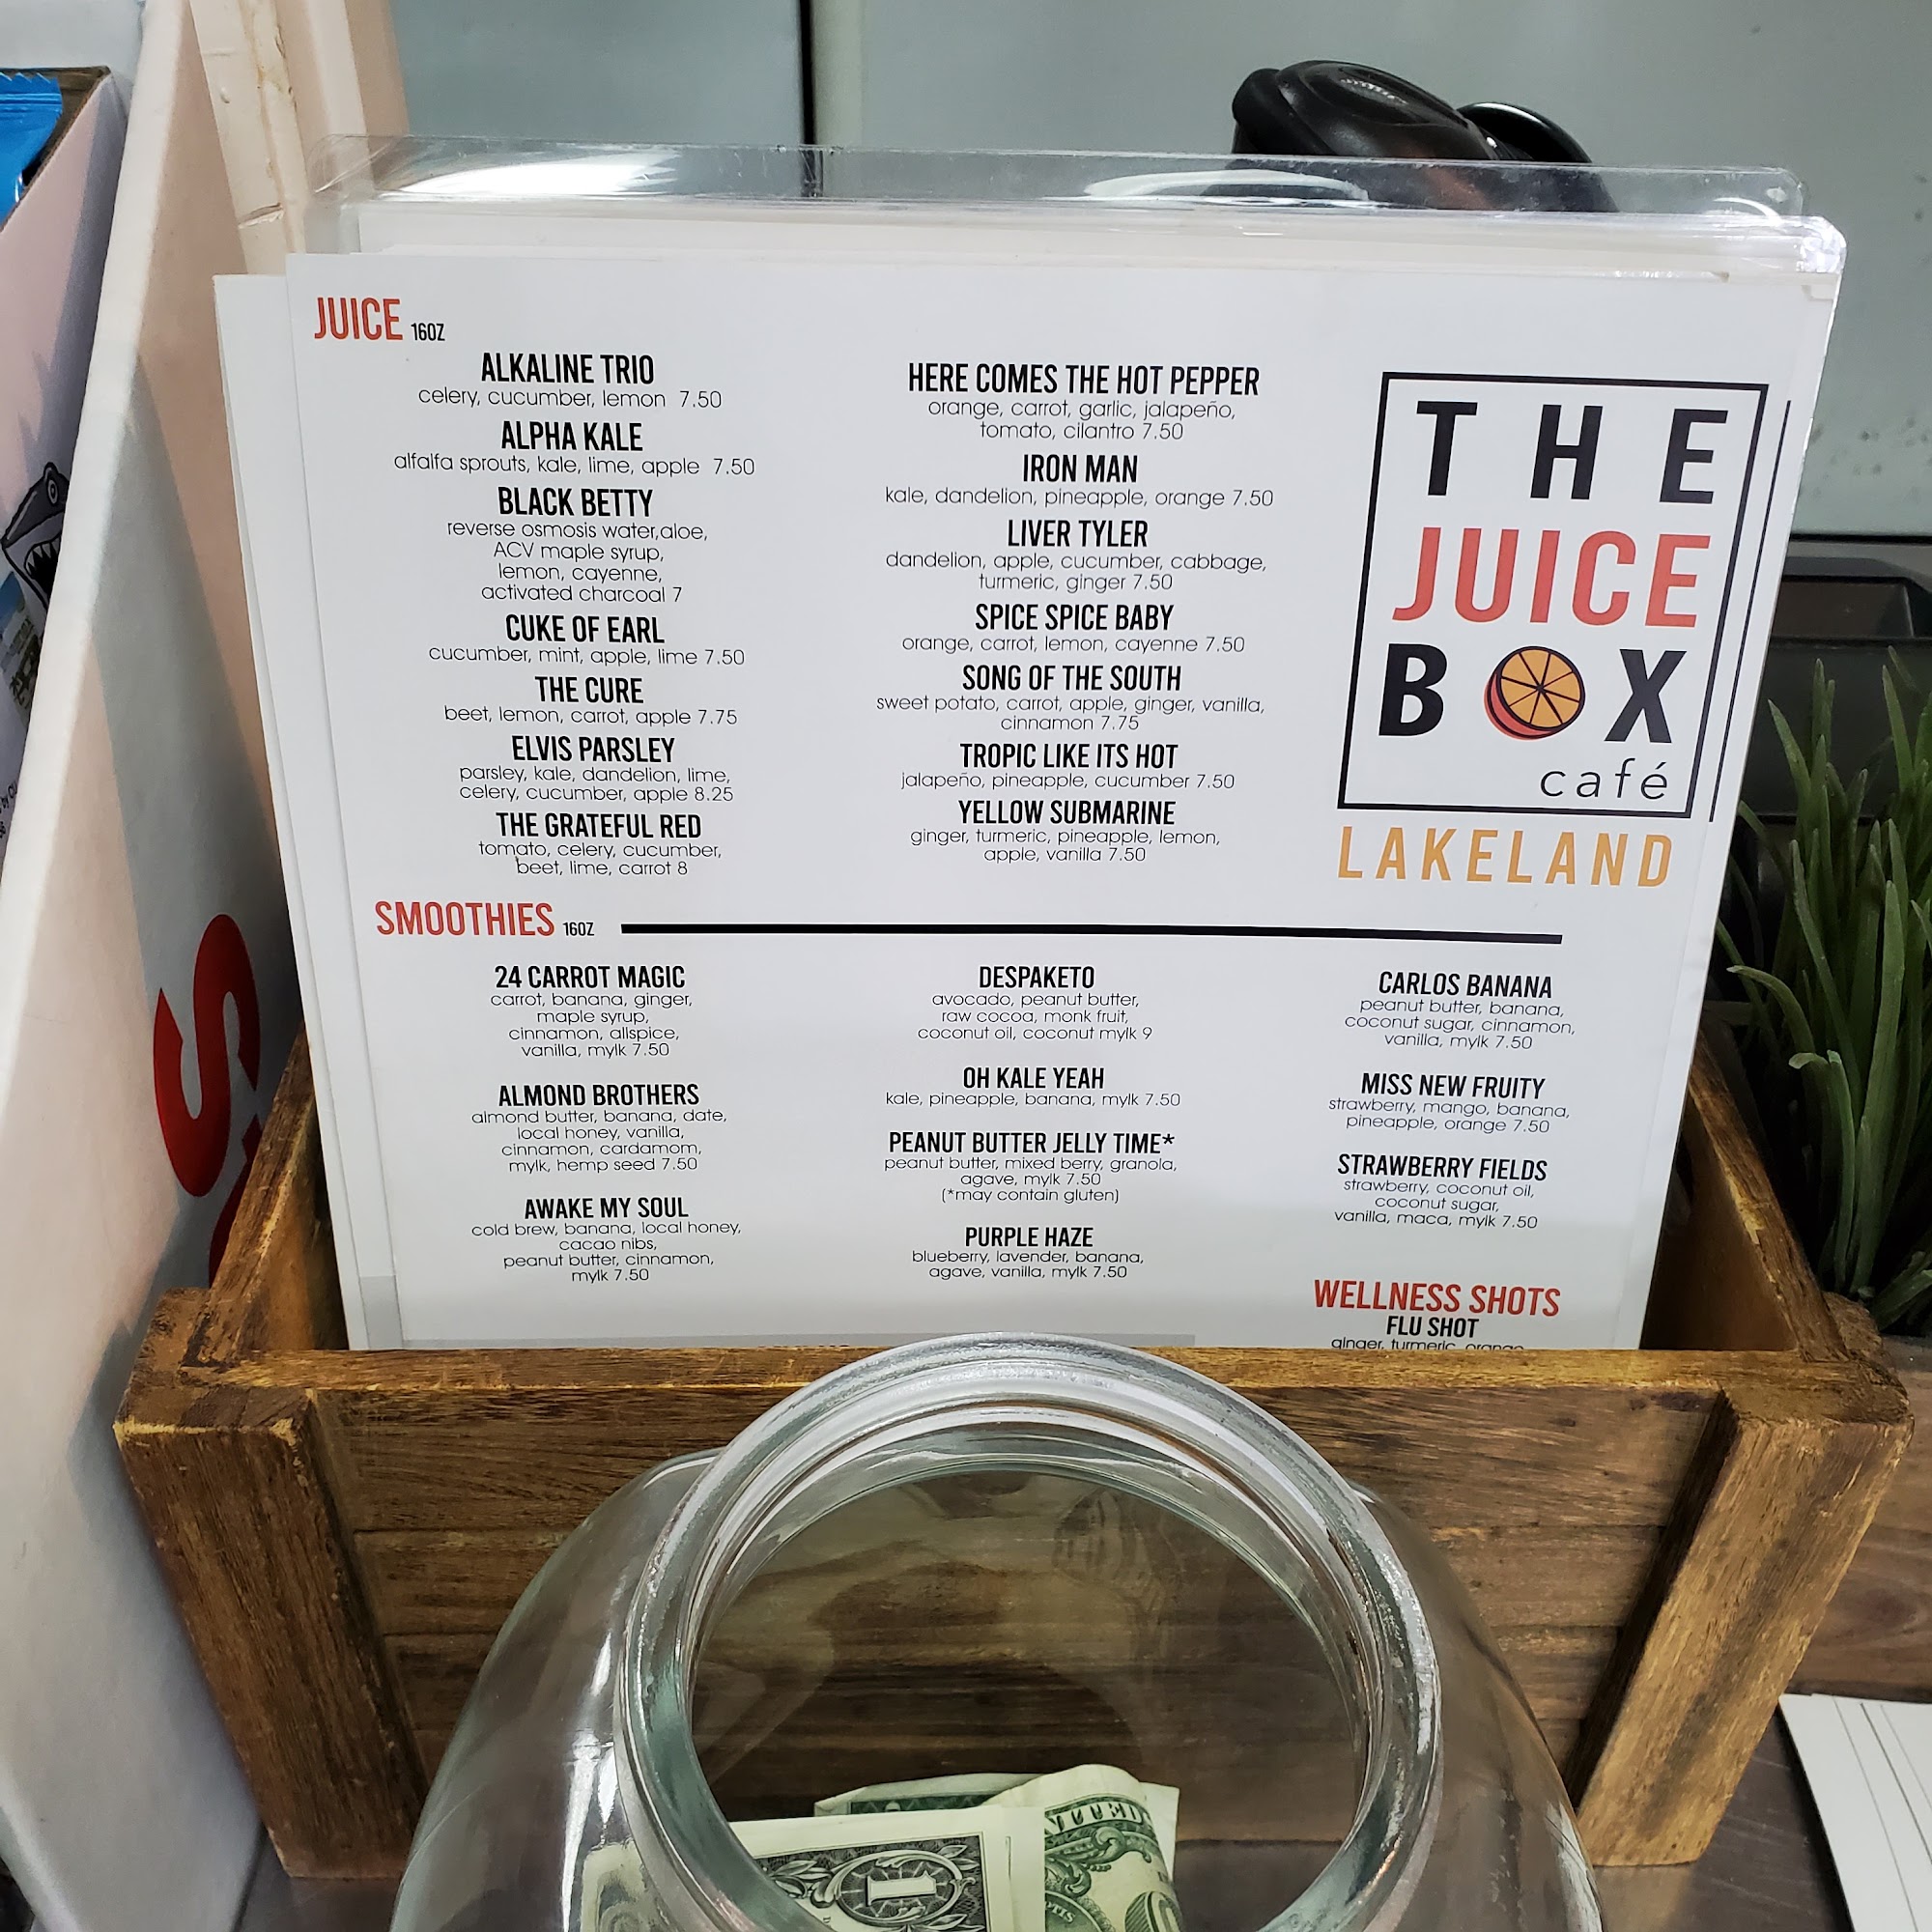 JUICE 16OZ
ALKALINE TRIO
celery, cucumber, lemon 7.50
ALPHA KALE
alfalfa sprouts, kale, lime, apple 7.50
BLACK BETTY
reverse osmosis water,aloe,
ACV maple syrup,
lemon, cayenne,
activated charcoal 7
CUKE OF EARL
cucumber, mint, apple, lime 7.50
THE CURE
beet, lemon, carrot, apple 7.75
ELVIS PARSLEY
parsley, kale, dandelion, lime,
celery, cucumber, apple 8.25
THE GRATEFUL RED
tomato, celery, cucumber,
beet, lime, carrot 8
HERE COMES THE HOT PEPPER
orange, carrot, garlic, jalapeño,
tomato, cilantro 7.50
IRON MAN
kale, dandelion, pineapple, orange 7.50
LIVER TYLER
dandelion, apple, cucumber, cabbage,
turmeric, ginger 7.50
SPICE SPICE BABY
orange, carrot, lemon, cayenne 7.50
SONG OF THE SOUTH
sweet potato, carrot, apple, ginger, vanilla,
cinnamon 7.75
TROPIC LIKE ITS HOT
jalapeño, pineapple, cucumber 7.50
YELLOW SUBMARINE
ginger, turmeric, pineapple, lemon,
apple, vanilla 7.50
THE
JUICE
BOX
café
LAKELAND
SMOOTHIES 16OZ
24 CARROT MAGIC
carrot, banana, ginger,
maple syrup,
cinnamon, allspice,
vanilla, mylk 7.50
ALMOND BROTHERS
almond butter, banana, date,
local honey, vanilla,
cinnamon, cardamom,
mylk, hemp seed 7.50
AWAKE MY SOUL
cold brew, banana, local honey,
cacao nibs,
peanut butter, cinnamon,
mylk 7.50
DESPAKETO
avocado, peanut butter,
raw cocoa, monk fruit,
coconut oil, coconut mylk 9
OH KALE YEAH
kale, pineapple, banana, mylk 7.50
PEANUT BUTTER JELLY TIME*
peanut butter, mixed berry, granola,
agave, mylk 7.50
(*may contain gluten)
PURPLE HAZE
blueberry, lavender, banana,
agave, vanilla, mylk 7.50
CARLOS BANANA
peanut butter, banana,
coconut sugar, cinnamon,
vanilla, mylk 7.50
MISS NEW FRUITY
strawberry, mango, banana,
pineapple, orange 7.50
STRAWBERRY FIELDS
strawberry, coconut oil,
coconut sugar,
vanilla, maca, mylk 7.50
WELLNESS SHOTS
FLU SHOT
ginger, turmeric, orange
1